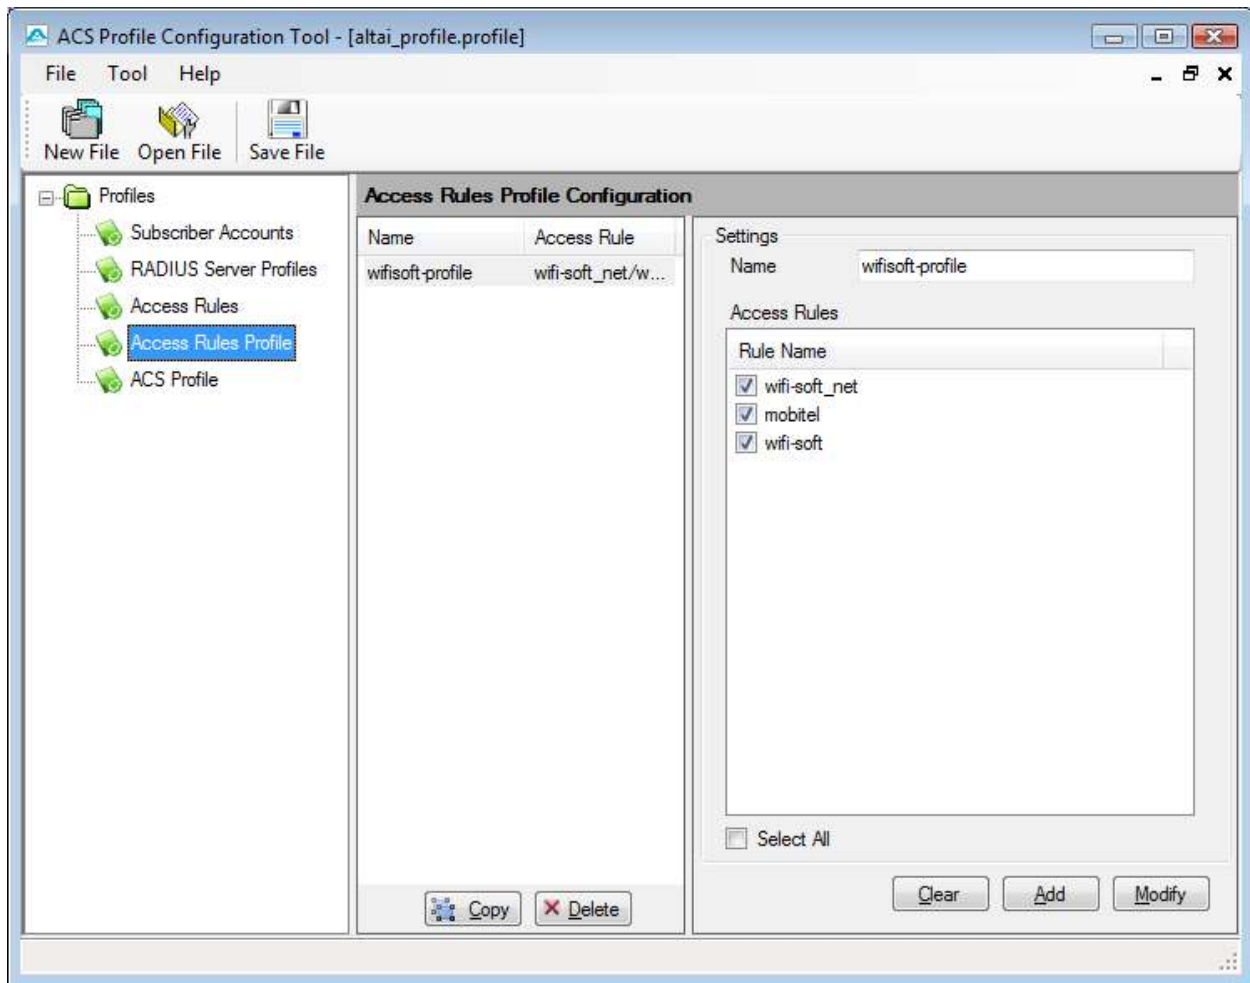 ACS Profile Configuration Tool - [altai_profile.profile]
File Tool Help
New File Open File Save File
Profiles
Subscriber Accounts
RADIUS Server Profiles
Access Rules
Access Rules Profile
ACS Profile
Access Rules Profile Configuration
Name Access Rule
wifisoft-profile wifi-soft_net/w...
Copy Delete
Settings
Name wifisoft-profile
Access Rules
Rule Name
wifi-soft_net
mobitel
wifi-soft
Select All
Clear Add Modify